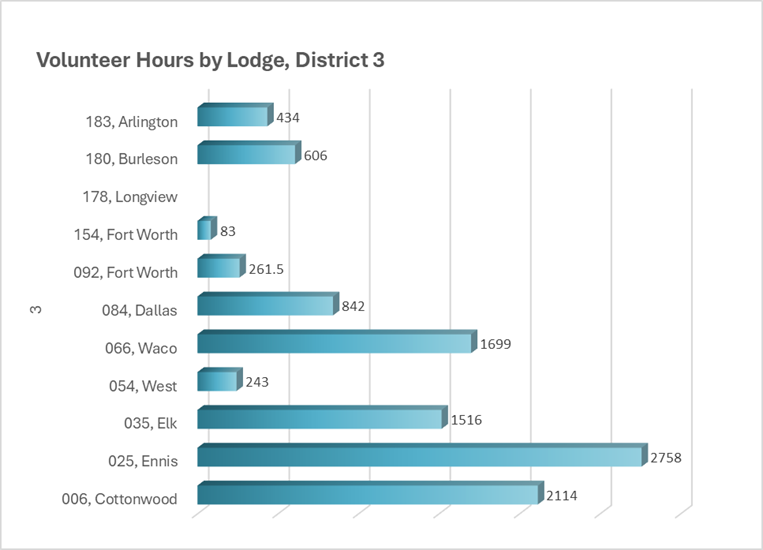 Volunteer Hours by Lodge, District 3
183, Arlington 434
180, Burleson 606
178, Longview
154, Fort Worth 83
092, Fort Worth 261.5
3
084, Dallas 842
066, Waco 1699
054, West 243
035, Elk 1516
025, Ennis 2758
006, Cottonwood 2114